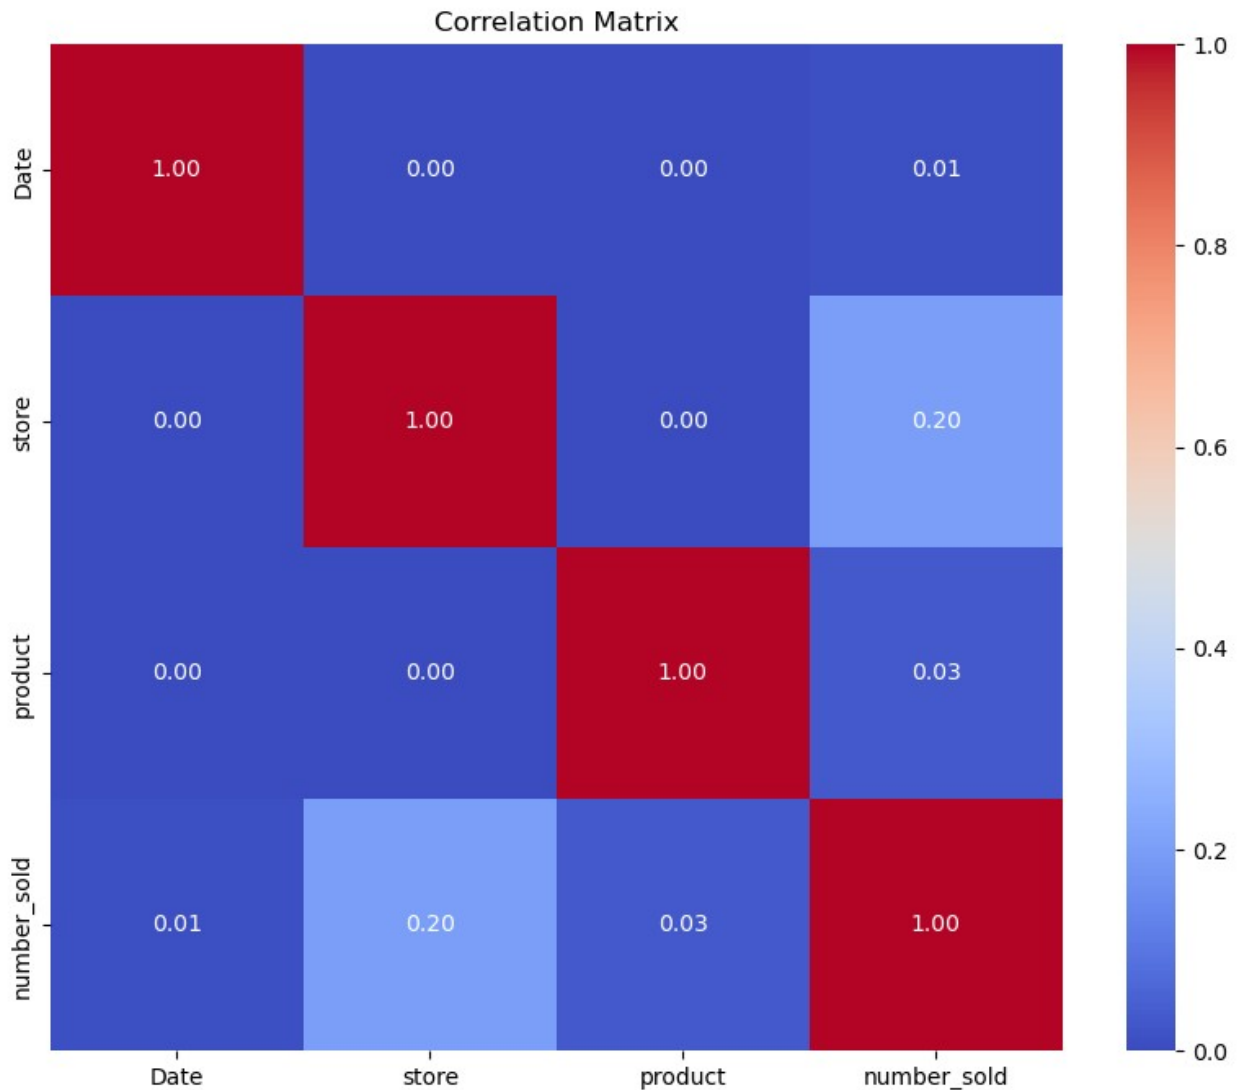 Correlation Matrix
Date
1.00 0.00 0.00 0.01
store
0.00 1.00 0.00 0.20
product
0.00 0.00 1.00 0.03
number_sold
0.01 0.20 0.03 1.00
Date store product number_sold
1.0
0.8
0.6
0.4
0.2
0.0